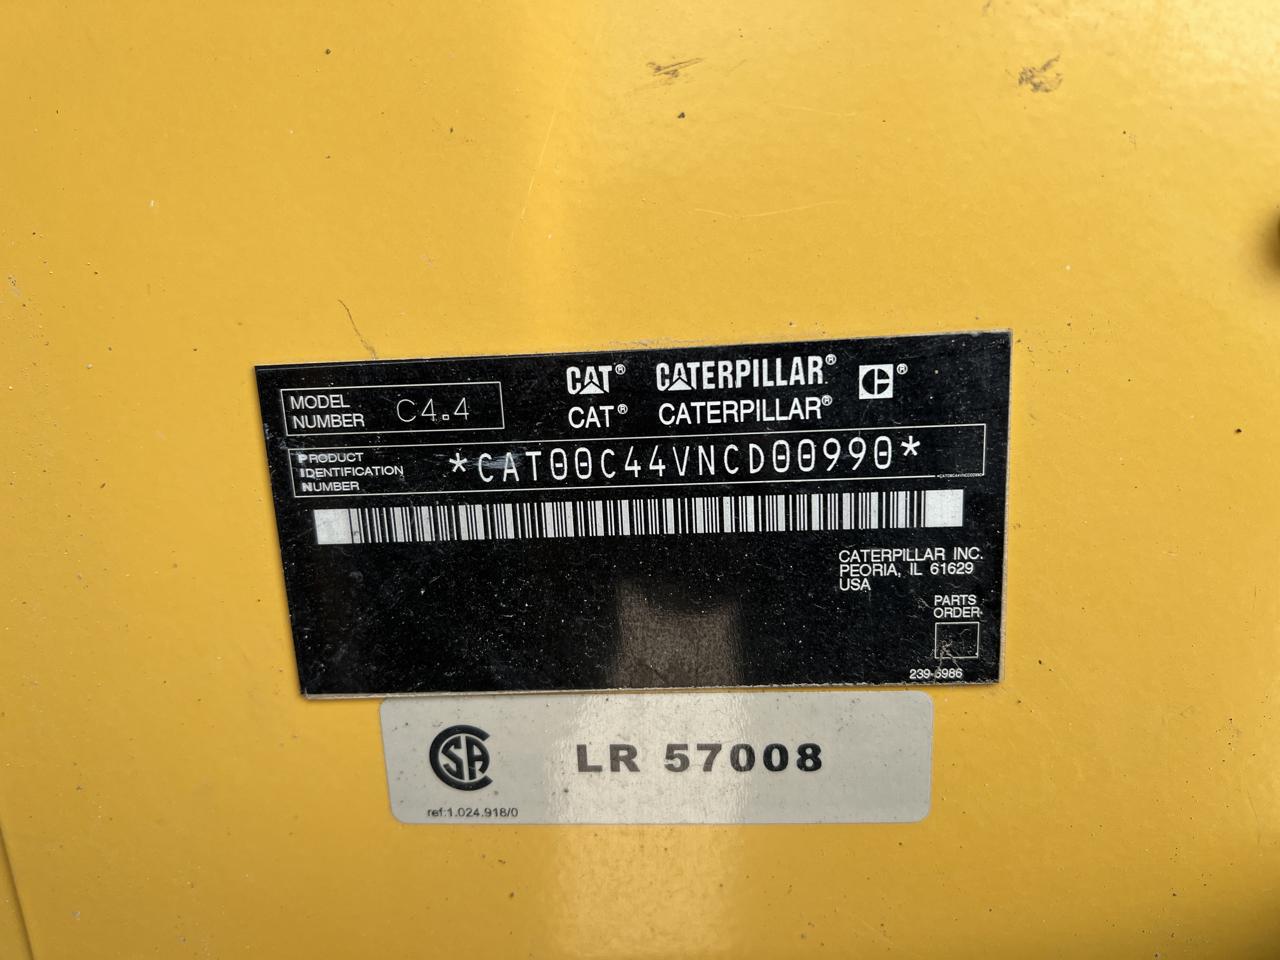 CAT® CATERPILLAR® C®
CAT® CATERPILLAR®
MODEL NUMBER C4.4
PRODUCT IDENTIFICATION NUMBER *CAT00C44VNCD00990*
CATERPILLAR INC.
PEORIA, IL 61629
USA
PARTS
ORDER
LR 57008
SA
ref:1.024.918/0